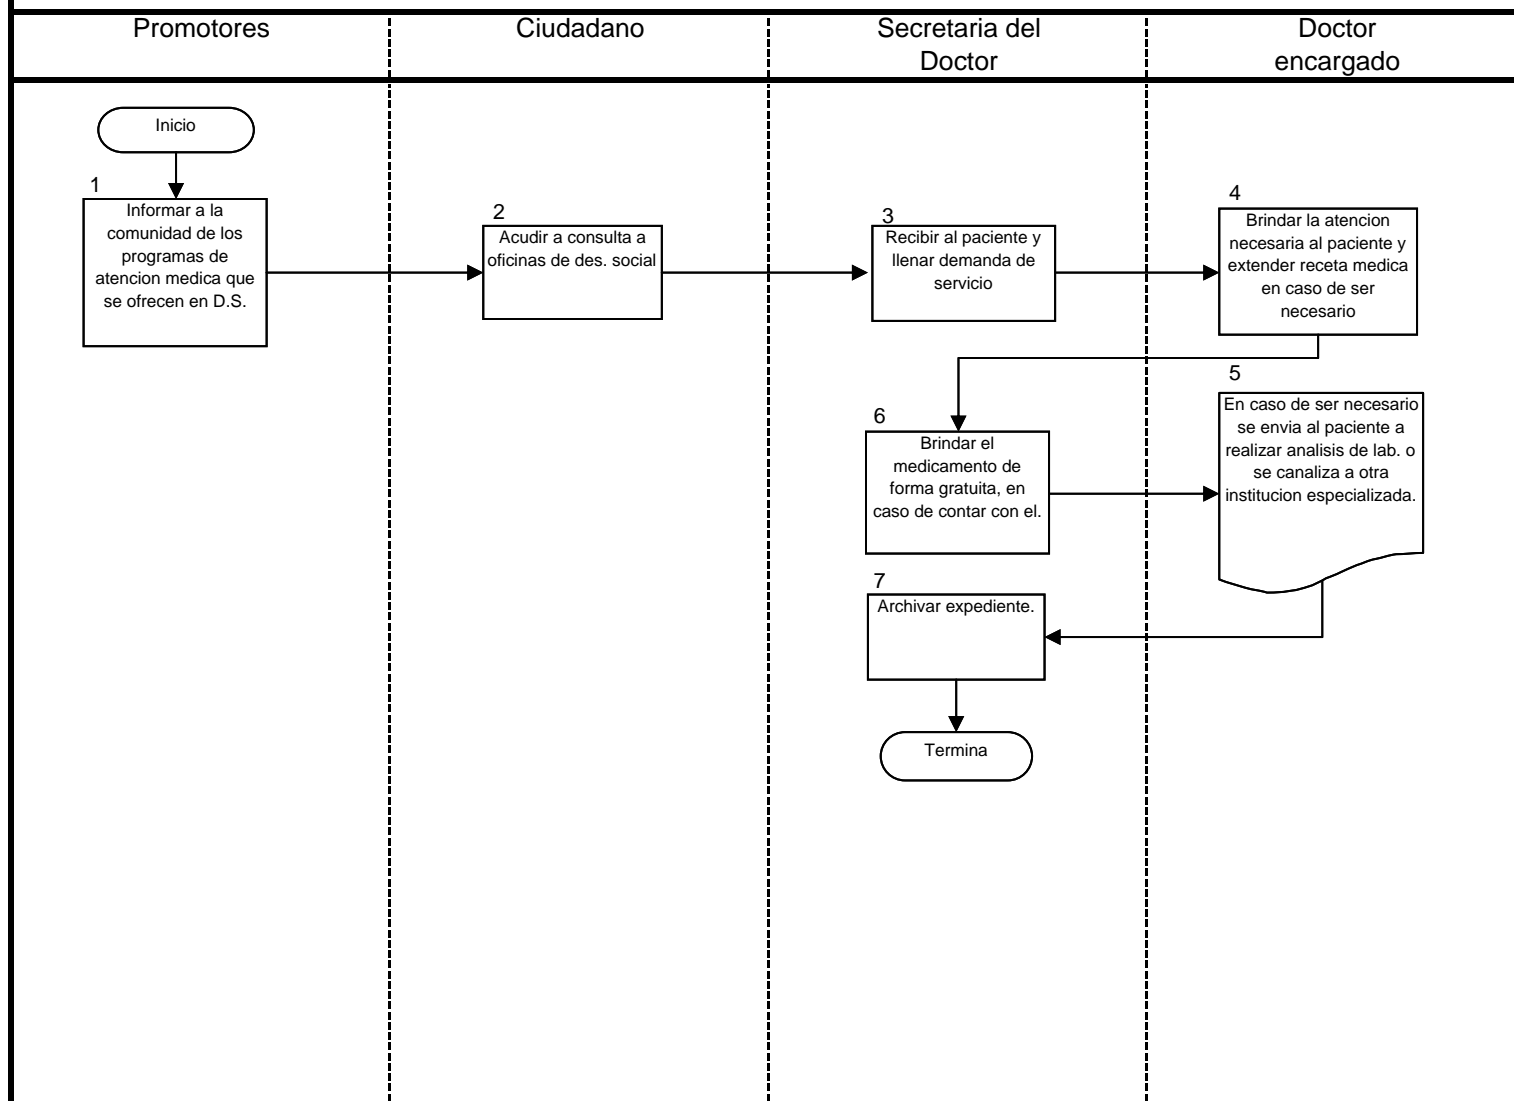 Promotores
Ciudadano
Secretaria del
Doctor
Doctor
encargado
Inicio
1
Informar a la
comunidad de los
programas de
atencion medica que
se ofrecen en D.S.
2
Acudir a consulta a
oficinas de des. social
3
Recibir al paciente y
llenar demanda de
servicio
4
Brindar la atencion
necesaria al paciente y
extender receta medica
en caso de ser
necesario
5
En caso de ser necesario
se envia al paciente a
realizar analisis de lab. o
se canaliza a otra
institucion especializada.
6
Brindar el
medicamento de
forma gratuita, en
caso de contar con el.
7
Archivar expediente.
Termina